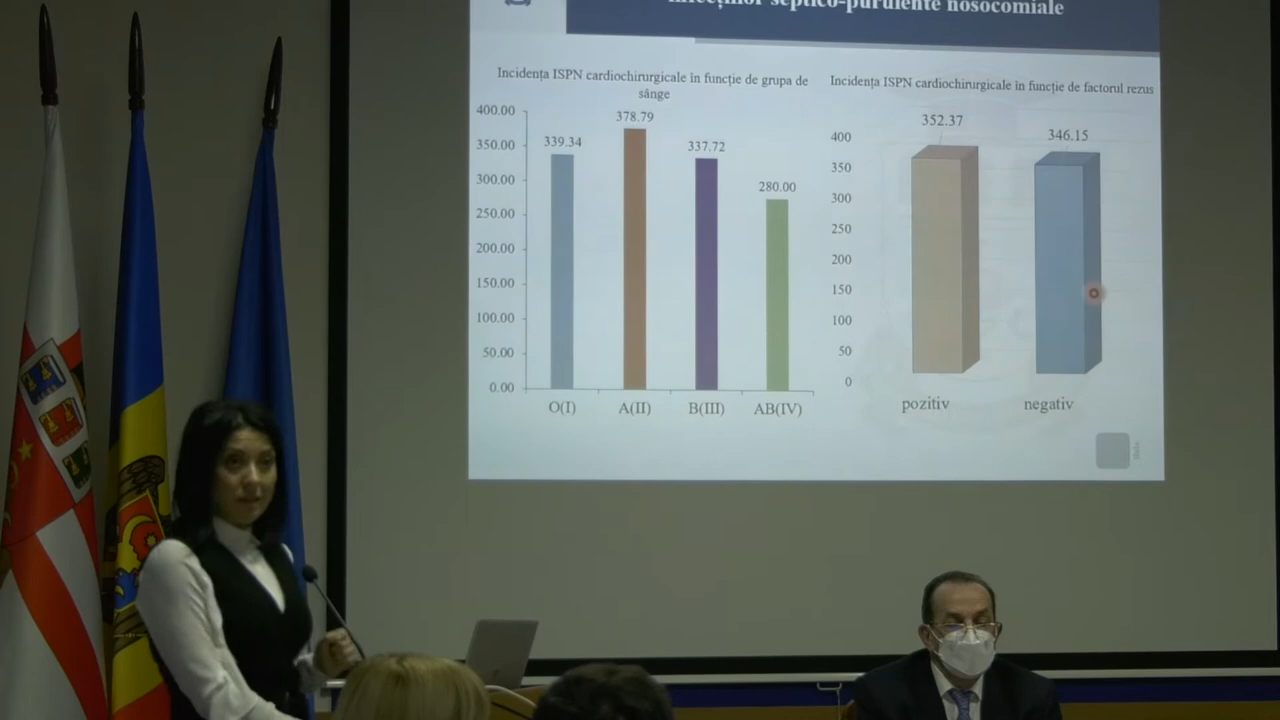 infecțiilor septico-purulente nosocomiale
Incidența ISPN cardiochirurgicale în funcție de grupa de
sânge
400.00
350.00
300.00
250.00
200.00
150.00
100.00
50.00
0.00
339.34
378.79
337.72
280.00
O(I)
A(II)
B(III)
AB(IV)
Incidența ISPN cardiochirurgicale în funcție de factorul rezus
400
350
300
250
200
150
100
50
0
352.37
346.15
pozitiv
negativ